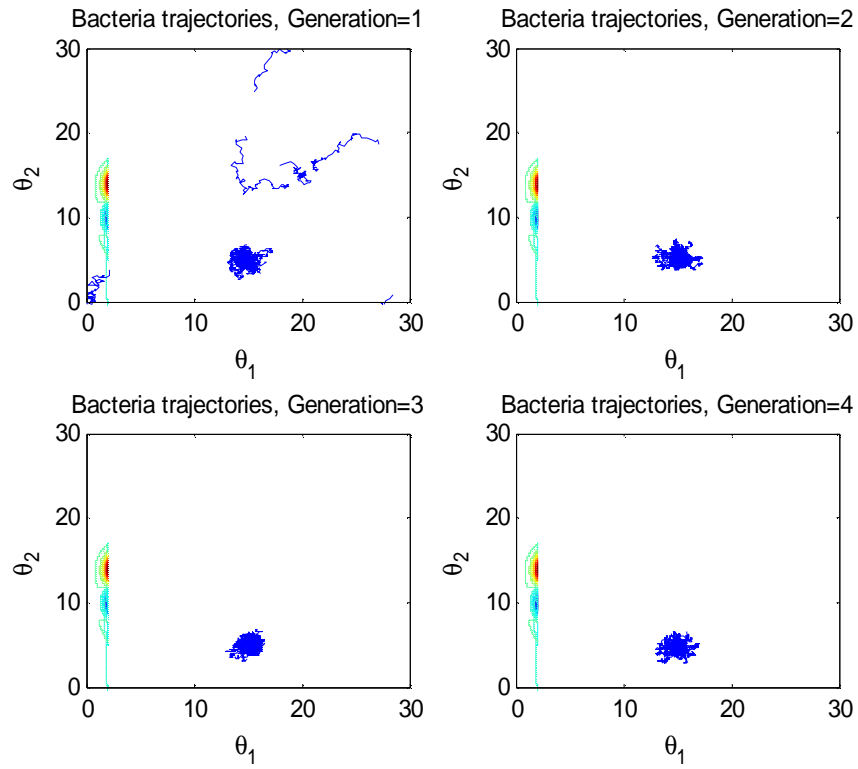 Bacteria trajectories, Generation=1
30
20
10
0
θ2
0 10 20 30
θ1
Bacteria trajectories, Generation=2
30
20
10
0
θ2
0 10 20 30
θ1
Bacteria trajectories, Generation=3
30
20
10
0
θ2
0 10 20 30
θ1
Bacteria trajectories, Generation=4
30
20
10
0
θ2
0 10 20 30
θ1